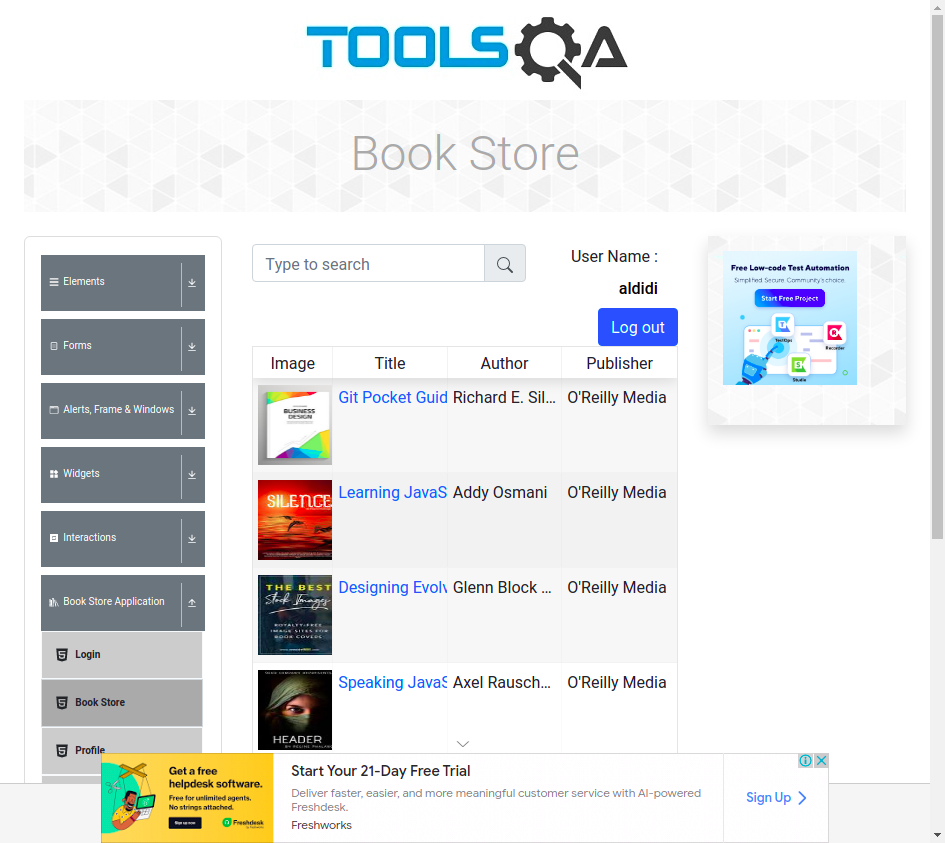 TOOLSQA
Book Store
Elements
Forms
Alerts, Frame & Windows
Widgets
Interactions
Book Store Application
Login
Book Store
Profile
Type to search
User Name :
aldidi
Log out
Image Title Author Publisher
BUSINESS
DESIGN
Git Pocket Guid Richard E. Sil... O'Reilly Media
SILENCE
Learning JavaS Addy Osmani O'Reilly Media
THE BEST
Stock Images
ROYALTY-FREE
IMAGE SITES FOR
BOOK COVERS
Designing Evolv Glenn Block ... O'Reilly Media
HEADER
Speaking JavaS Axel Rausch... O'Reilly Media
Free Low-code Test Automation
Simplified. Secure. Community's choice.
Start Free Project
TestOps
Recorder
Studio
Get a free
helpdesk software.
Free for unlimited agents.
No strings attached.
Sign up now
Freshdesk
Start Your 21-Day Free Trial
Deliver faster, easier, and more meaningful customer service with AI-powered
Freshdesk.
Freshworks
Sign Up